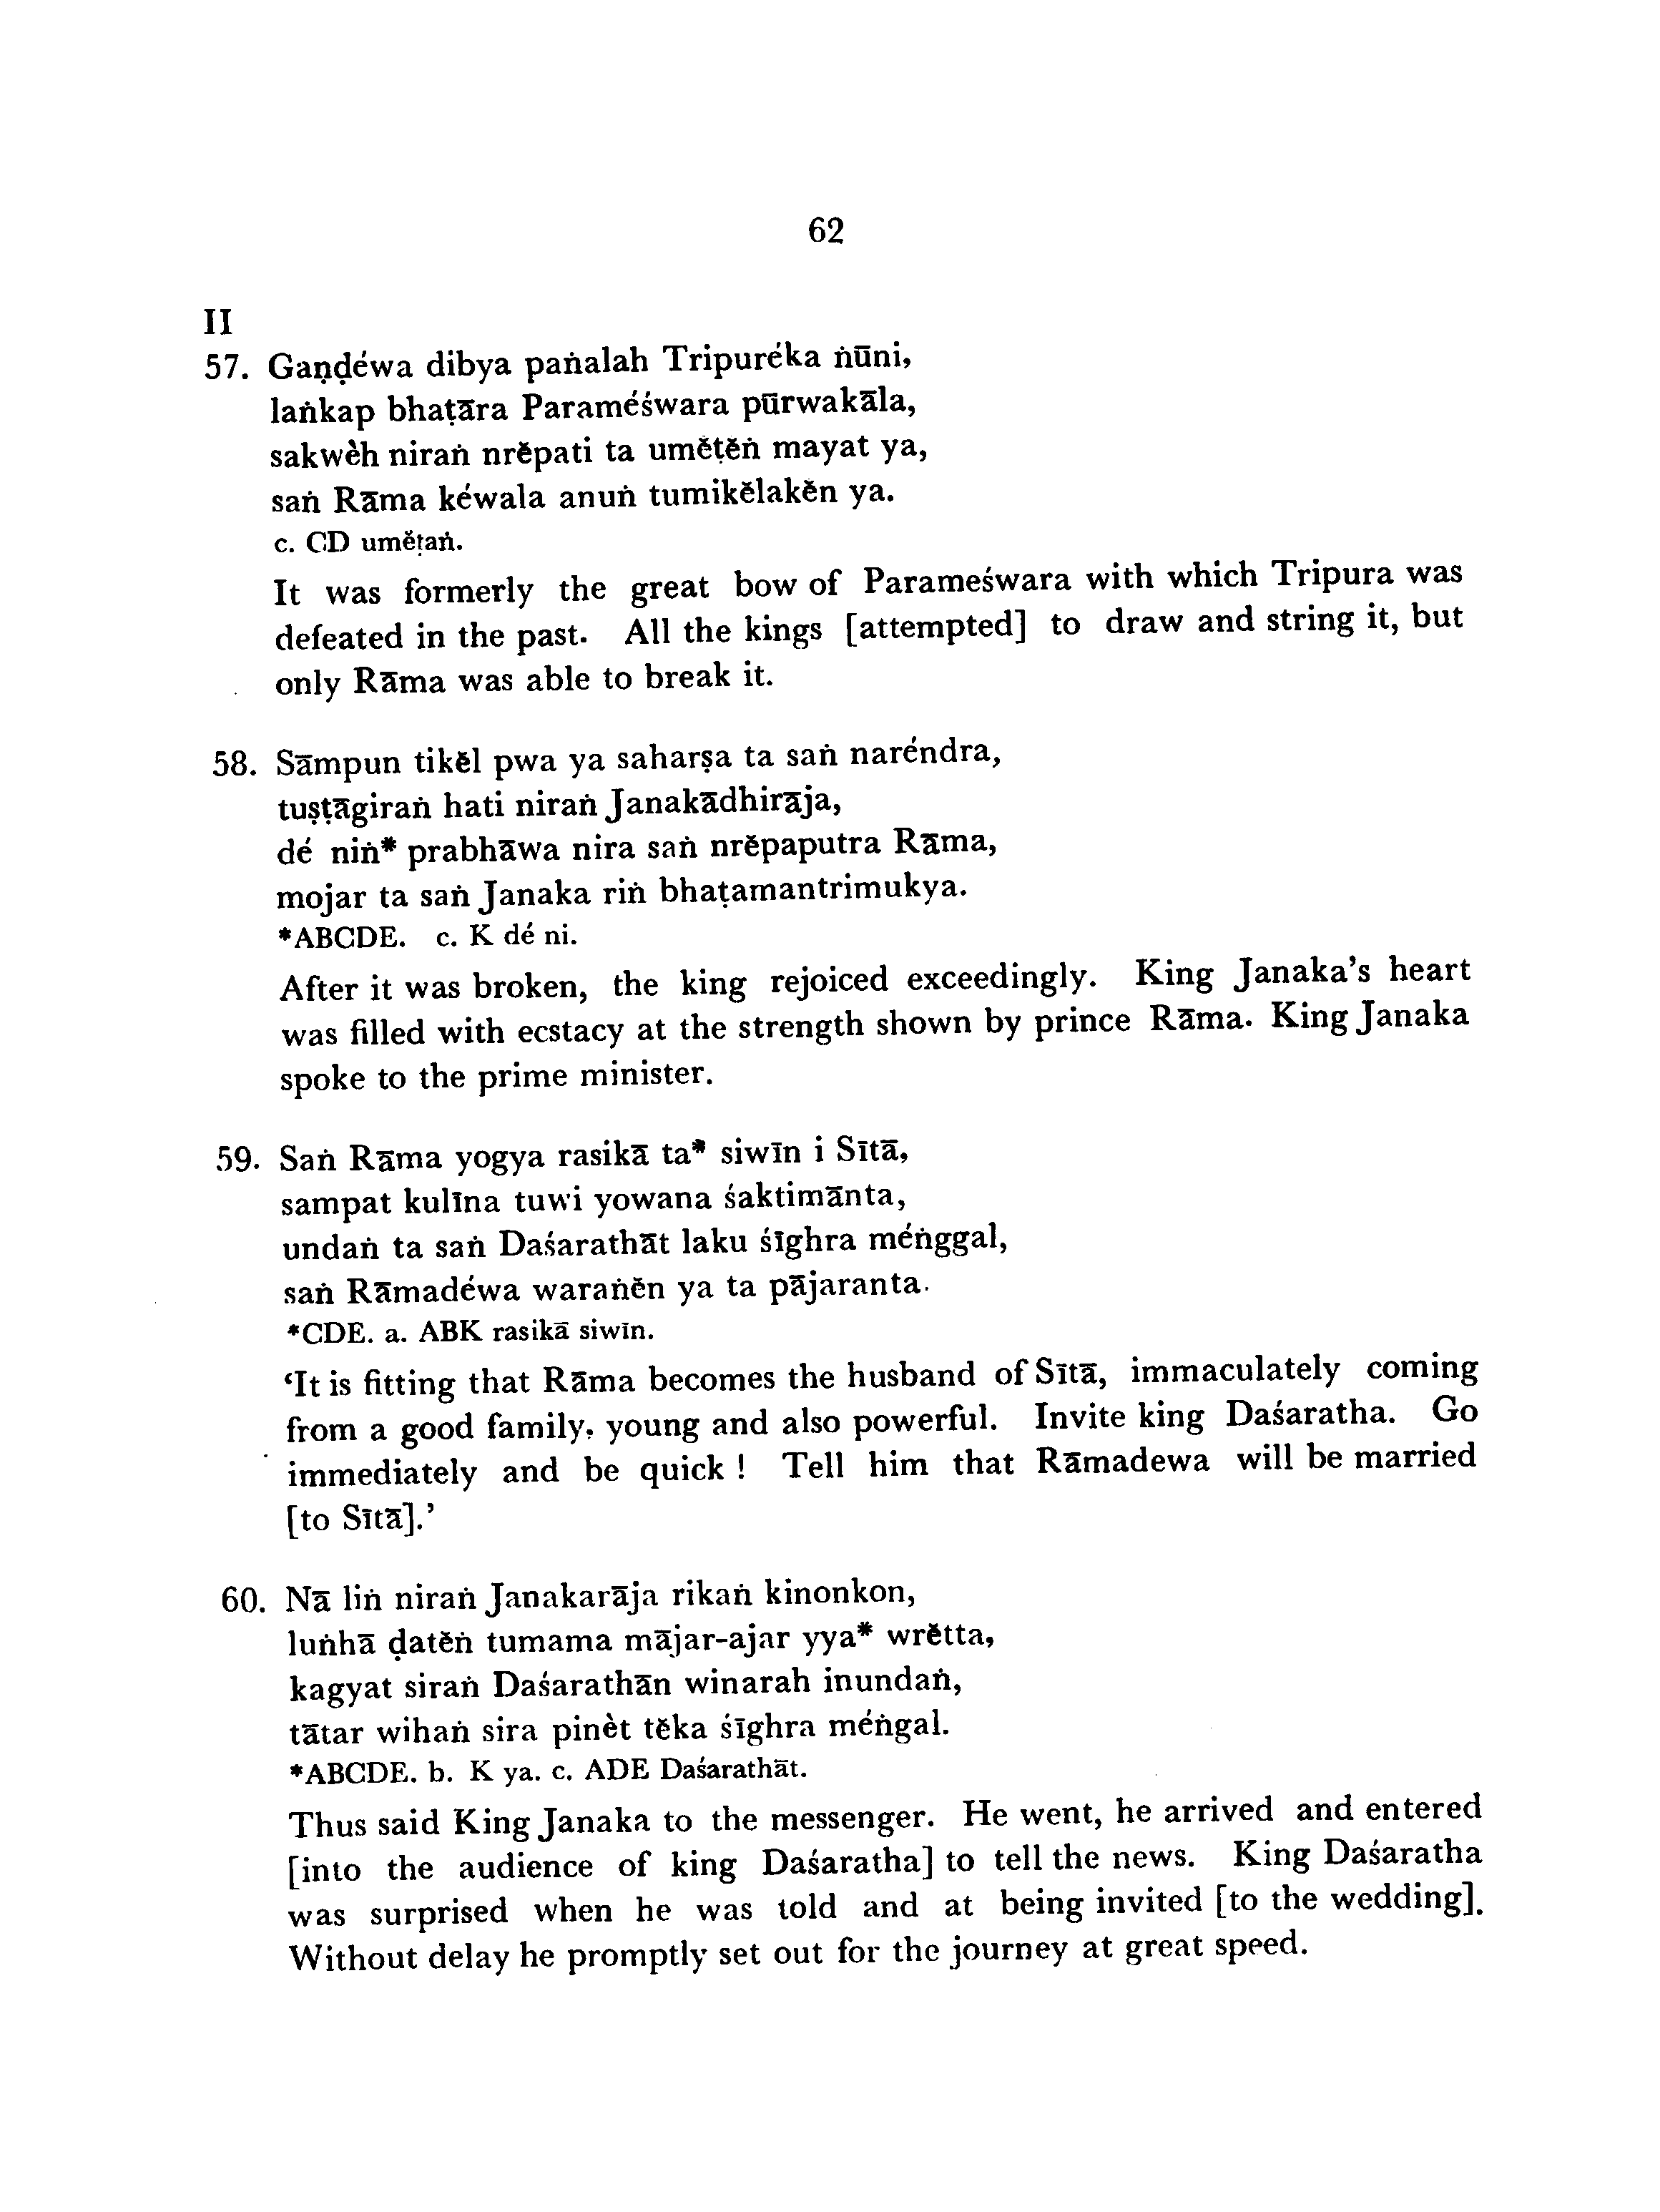 62
II
57. Gaṇḍéwa dibya paṅalah Tripuréka ṅūni,
laṅkap bhaṭāra Paraméśwara pūrwakāla,
sakwèh niraṅ nrĕpati ta umĕṭĕṅ mayat ya,
saṅ Rāma kéwala anuṅ tumikĕlakĕn ya.
c. CD umĕṭaṅ.
It was formerly the great bow of Parameśwara with which Tripura was
defeated in the past. All the kings [attempted] to draw and string it, but
only Rāma was able to break it.
58. Sāmpun tikĕl pwa ya saharṣa ta saṅ naréndra,
tuṣṭāgiraṅ hati niraṅ Janakādhirāja,
dé niṅ* prabhāwa nira saṅ nrĕpaputra Rāma,
mojar ta saṅ Janaka riṅ bhaṭamantrimukya.
*ABCDE. c. K dé ni.
After it was broken, the king rejoiced exceedingly. King Janaka's heart
was filled with ecstacy at the strength shown by prince Rāma. King Janaka
spoke to the prime minister.
59. Saṅ Rāma yogya rasikā ta* siwīn i Sītā,
sampat kulīna tuwi yowana śaktimānta,
undaṅ ta saṅ Daśarathāt laku śīghra méṅggal,
saṅ Rāmadéwa waraṅĕn ya ta pājaranta.
*CDE. a. ABK rasikā siwīn.
‘It is fitting that Rāma becomes the husband of Sītā, immaculately coming
from a good family, young and also powerful. Invite king Daśaratha. Go
immediately and be quick ! Tell him that Rāmadewa will be married
[to Sītā].’
60. Nā liṅ niraṅ Janakarāja rikaṅ kinonkon,
luṅhā ḍatĕṅ tumama mājar-ajar yya* wrĕtta,
kagyat siraṅ Daśarathān winarah inundaṅ,
tātar wihaṅ sira pinèt tĕka śīghra méṅgal.
*ABCDE. b. K ya. c. ADE Daśarathāt.
Thus said King Janaka to the messenger. He went, he arrived and entered
[into the audience of king Daśaratha] to tell the news. King Daśaratha
was surprised when he was told and at being invited [to the wedding].
Without delay he promptly set out for the journey at great speed.